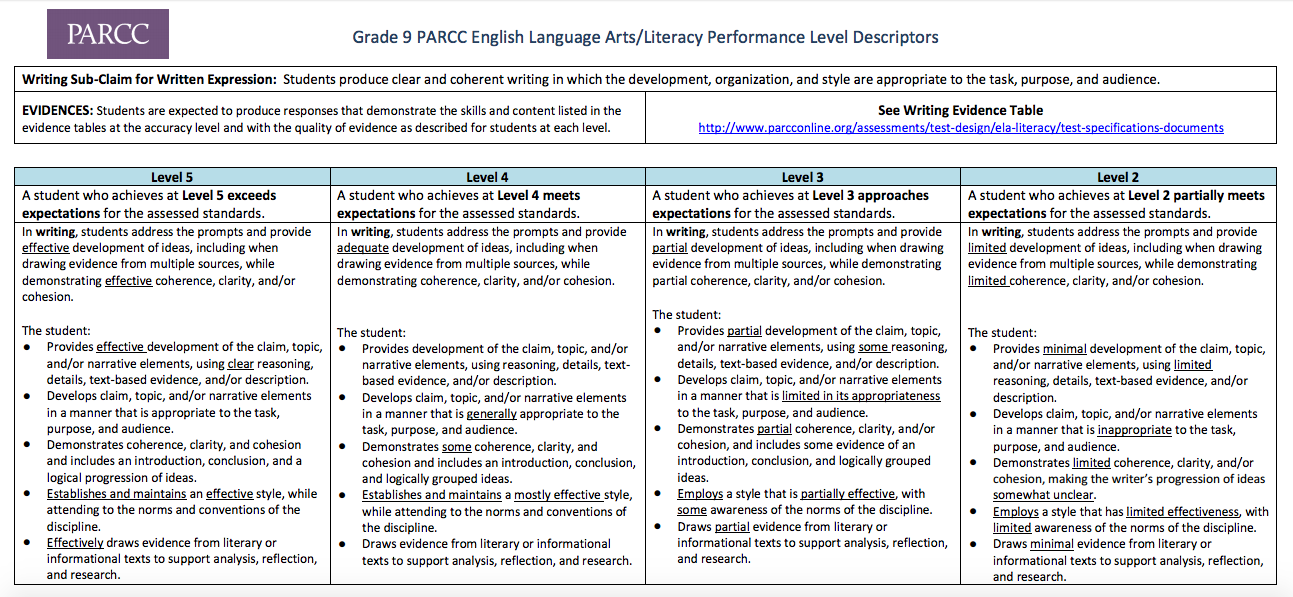 PARCC
Grade 9 PARCC English Language Arts/Literacy Performance Level Descriptors
Writing Sub-Claim for Written Expression: Students produce clear and coherent writing in which the development, organization, and style are appropriate to the task, purpose, and audience.
EVIDENCES: Students are expected to produce responses that demonstrate the skills and content listed in the
evidence tables at the accuracy level and with the quality of evidence as described for students at each level.
See Writing Evidence Table
http://www.parcconline.org/assessments/test-design/ela-literacy/test-specifications-documents
Level 5
A student who achieves at Level 5 exceeds
expectations for the assessed standards.
In writing, students address the prompts and provide
effective development of ideas, including when
drawing evidence from multiple sources, while
demonstrating effective coherence, clarity, and/or
cohesion.
The student:
● Provides effective development of the claim, topic,
and/or narrative elements, using clear reasoning,
details, text-based evidence, and/or description.
● Develops claim, topic, and/or narrative elements
in a manner that is appropriate to the task,
purpose, and audience.
● Demonstrates coherence, clarity, and cohesion
and includes an introduction, conclusion, and a
logical progression of ideas.
● Establishes and maintains an effective style, while
attending to the norms and conventions of the
discipline.
● Effectively draws evidence from literary or
informational texts to support analysis, reflection,
and research.
Level 4
A student who achieves at Level 4 meets
expectations for the assessed standards.
In writing, students address the prompts and provide
adequate development of ideas, including when
drawing evidence from multiple sources, while
demonstrating coherence, clarity, and/or cohesion.
The student:
● Provides development of the claim, topic, and/or
narrative elements, using reasoning, details, text-
based evidence, and/or description.
● Develops claim, topic, and/or narrative elements
in a manner that is generally appropriate to the
task, purpose, and audience.
● Demonstrates some coherence, clarity, and
cohesion and includes an introduction, conclusion,
and logically grouped ideas.
● Establishes and maintains a mostly effective style,
while attending to the norms and conventions of
the discipline.
● Draws evidence from literary or informational
texts to support analysis, reflection, and research.
Level 3
A student who achieves at Level 3 approaches
expectations for the assessed standards.
In writing, students address the prompts and provide
partial development of ideas, including when drawing
evidence from multiple sources, while demonstrating
partial coherence, clarity, and/or cohesion.
The student:
● Provides partial development of the claim, topic,
and/or narrative elements, using some reasoning,
details, text-based evidence, and/or description.
● Develops claim, topic, and/or narrative elements
in a manner that is limited in its appropriateness
to the task, purpose, and audience.
● Demonstrates partial coherence, clarity, and/or
cohesion, and includes some evidence of an
introduction, conclusion, and logically grouped
ideas.
● Employs a style that is partially effective, with
some awareness of the norms of the discipline.
● Draws partial evidence from literary or
informational texts to support analysis, reflection,
and research.
Level 2
A student who achieves at Level 2 partially meets
expectations for the assessed standards.
In writing, students address the prompts and provide
limited development of ideas, including when drawing
evidence from multiple sources, while demonstrating
limited coherence, clarity, and/or cohesion.
The student:
● Provides minimal development of the claim, topic,
and/or narrative elements, using limited
reasoning, details, text-based evidence, and/or
description.
● Develops claim, topic, and/or narrative elements
in a manner that is inappropriate to the task,
purpose, and audience.
● Demonstrates limited coherence, clarity, and/or
cohesion, making the writer's progression of ideas
somewhat unclear.
● Employs a style that has limited effectiveness, with
limited awareness of the norms of the discipline.
● Draws minimal evidence from literary or
informational texts to support analysis, reflection,
and research.